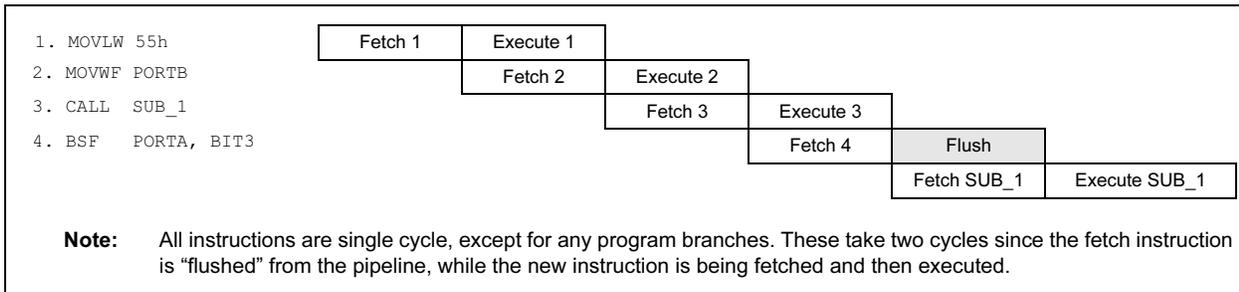 1. MOVLW 55h Fetch 1 Execute 1
2. MOVWF PORTB Fetch 2 Execute 2
3. CALL SUB_1 Fetch 3 Execute 3
4. BSF PORTA, BIT3 Fetch 4 Flush
Fetch SUB_1 Execute SUB_1
Note: All instructions are single cycle, except for any program branches. These take two cycles since the fetch instruction
is “flushed” from the pipeline, while the new instruction is being fetched and then executed.